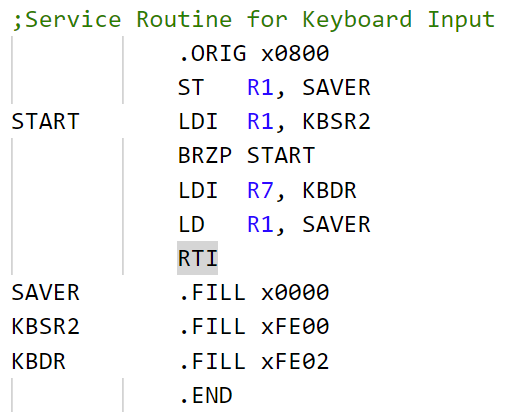 ;Service Routine for Keyboard Input
.ORIG x0800
ST R1, SAVER
START LDI R1, KBSR2
BRZP START
LDI R7, KBDR
LD R1, SAVER
RTI
SAVER .FILL x0000
KBSR2 .FILL xFE00
KBDR .FILL xFE02
.END